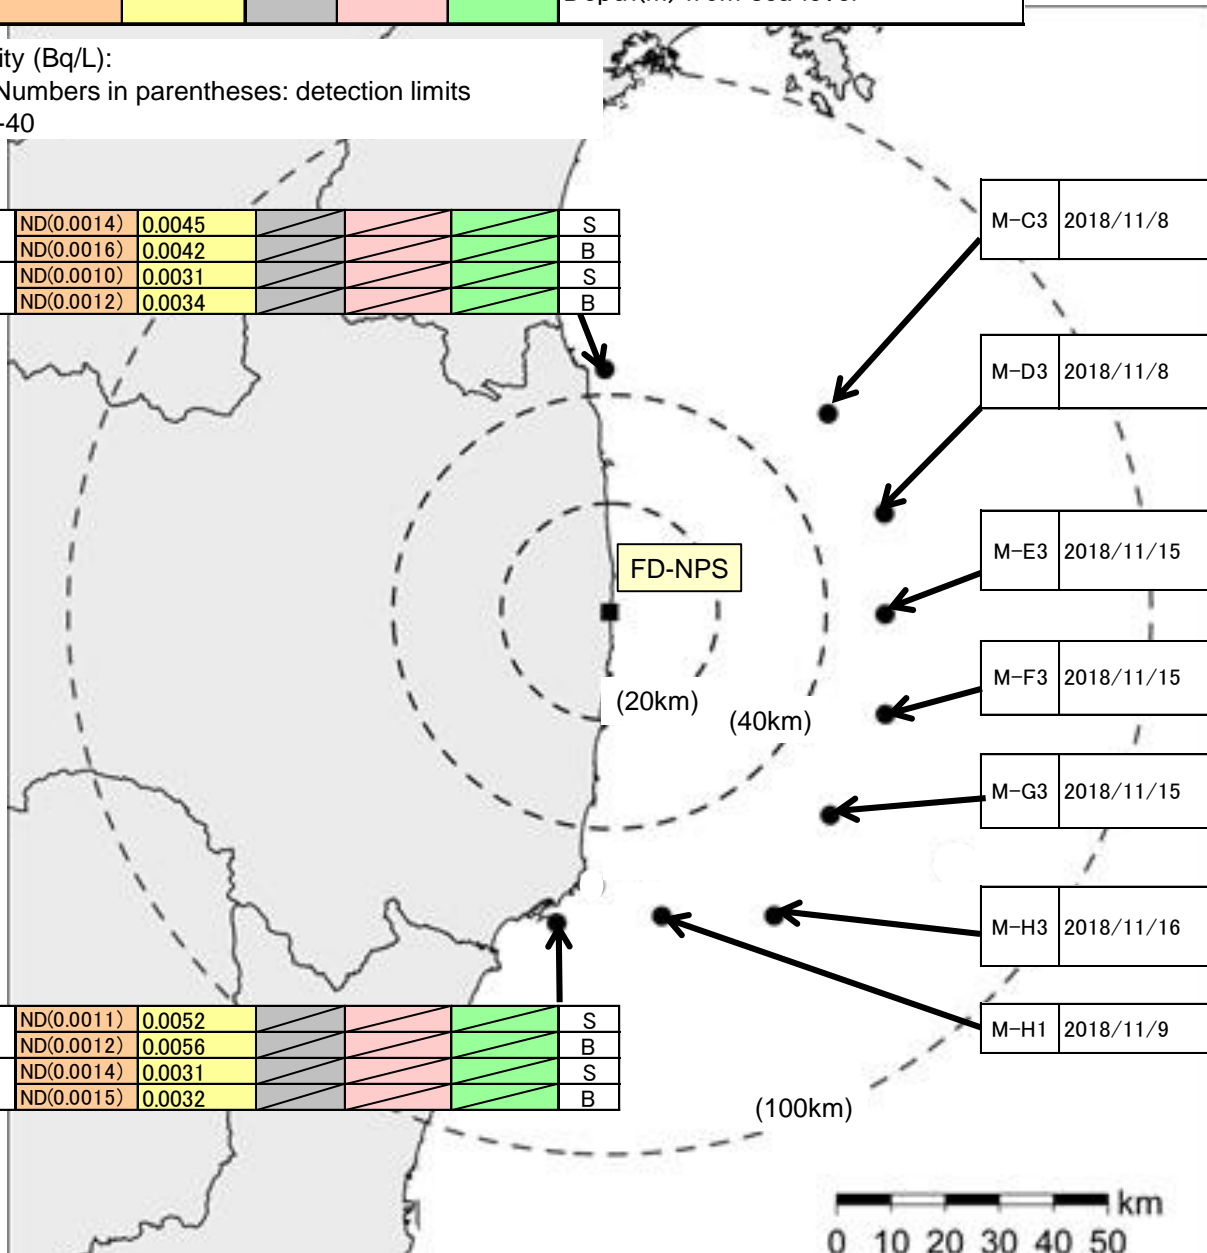 ity (Bq/L):
Numbers in parentheses: detection limits
-40
ND(0.0014) 0.0045 S
ND(0.0016) 0.0042 B
ND(0.0010) 0.0031 S
ND(0.0012) 0.0034 B
M-C3 2018/11/8
M-D3 2018/11/8
M-E3 2018/11/15
FD-NPS
M-F3 2018/11/15
(20km)
(40km)
M-G3 2018/11/15
M-H3 2018/11/16
ND(0.0011) 0.0052 S
ND(0.0012) 0.0056 B
ND(0.0014) 0.0031 S
ND(0.0015) 0.0032 B
M-H1 2018/11/9
(100km)
km
0 10 20 30 40 50